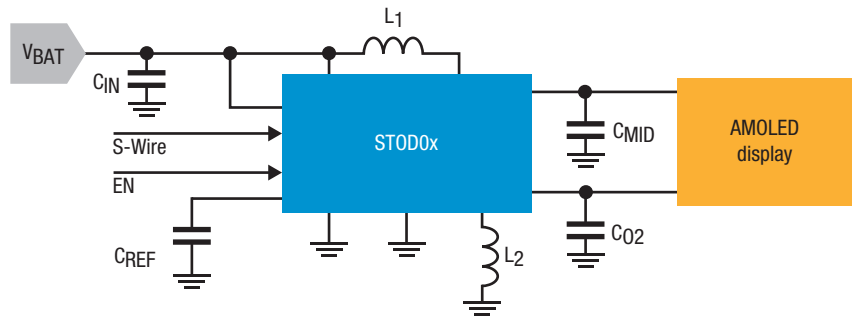 L1
VBAT
CIN
S-Wire
EN
CREF
STOD0x
L2
CMID
CO2
AMOLED
display